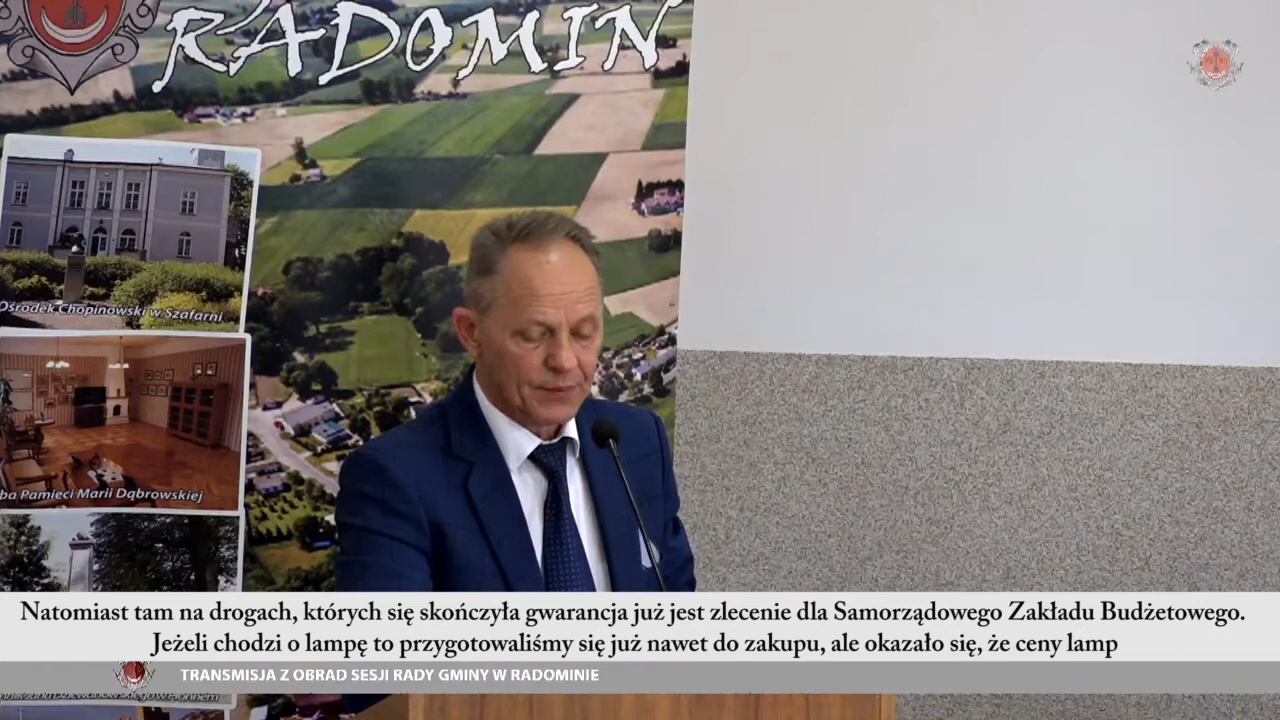 RADOMIN
Ośrodek Chopinowski w Szafarni
ba Pamięci Marii Dąbrowskiej
Natomiast tam na drogach, których się skończyła gwarancja już jest zlecenie dla Samorządowego Zakładu Budżetowego.
Jeżeli chodzi o lampę to przygotowaliśmy się już nawet do zakupu, ale okazało się, że ceny lamp
TRANSMISJA Z OBRAD SESJI RADY GMINY W RADOMINIE